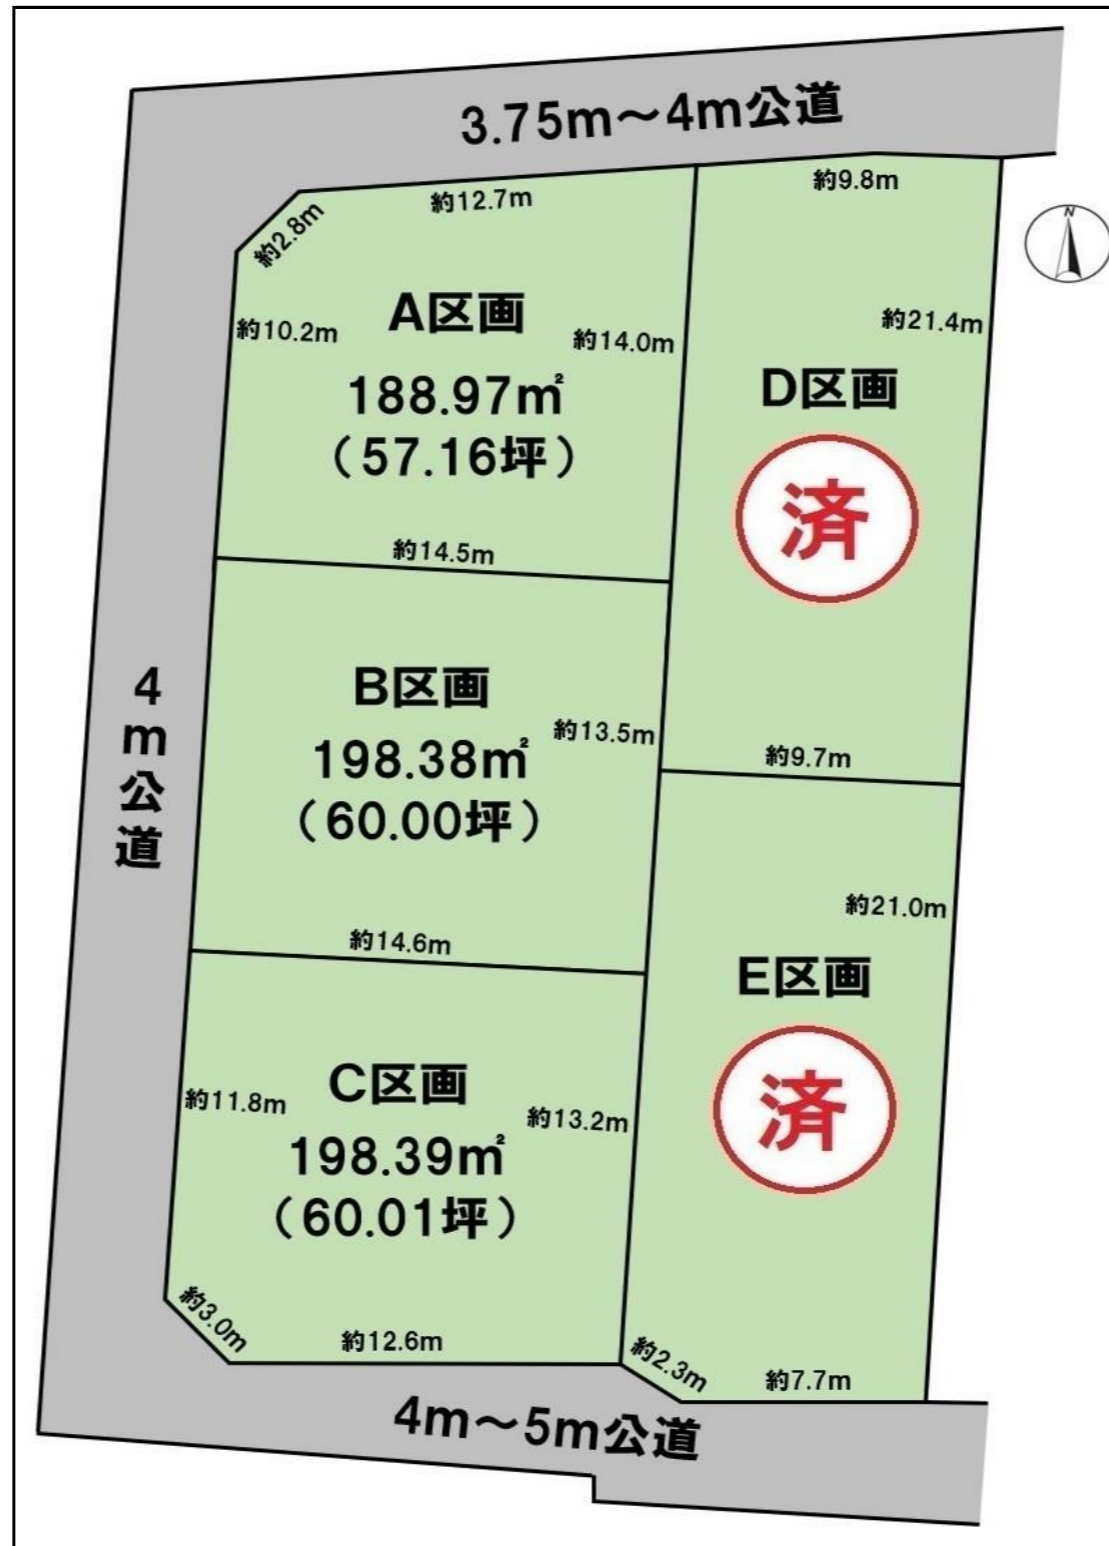 3.75m～4m公道
約9.8m
約12.7m
約2.8m
N
約10.2m
A区画
約14.0m
188.97㎡
（57.16坪）
約14.5m
約21.4m
D区画
済
4m公道
B区画
約13.5m
198.38㎡
（60.00坪）
約14.6m
約9.7m
約21.0m
E区画
済
C区画
約11.8m
約13.2m
198.39㎡
（60.01坪）
約3.0m
約12.6m
約2.3m
約7.7m
4m～5m公道